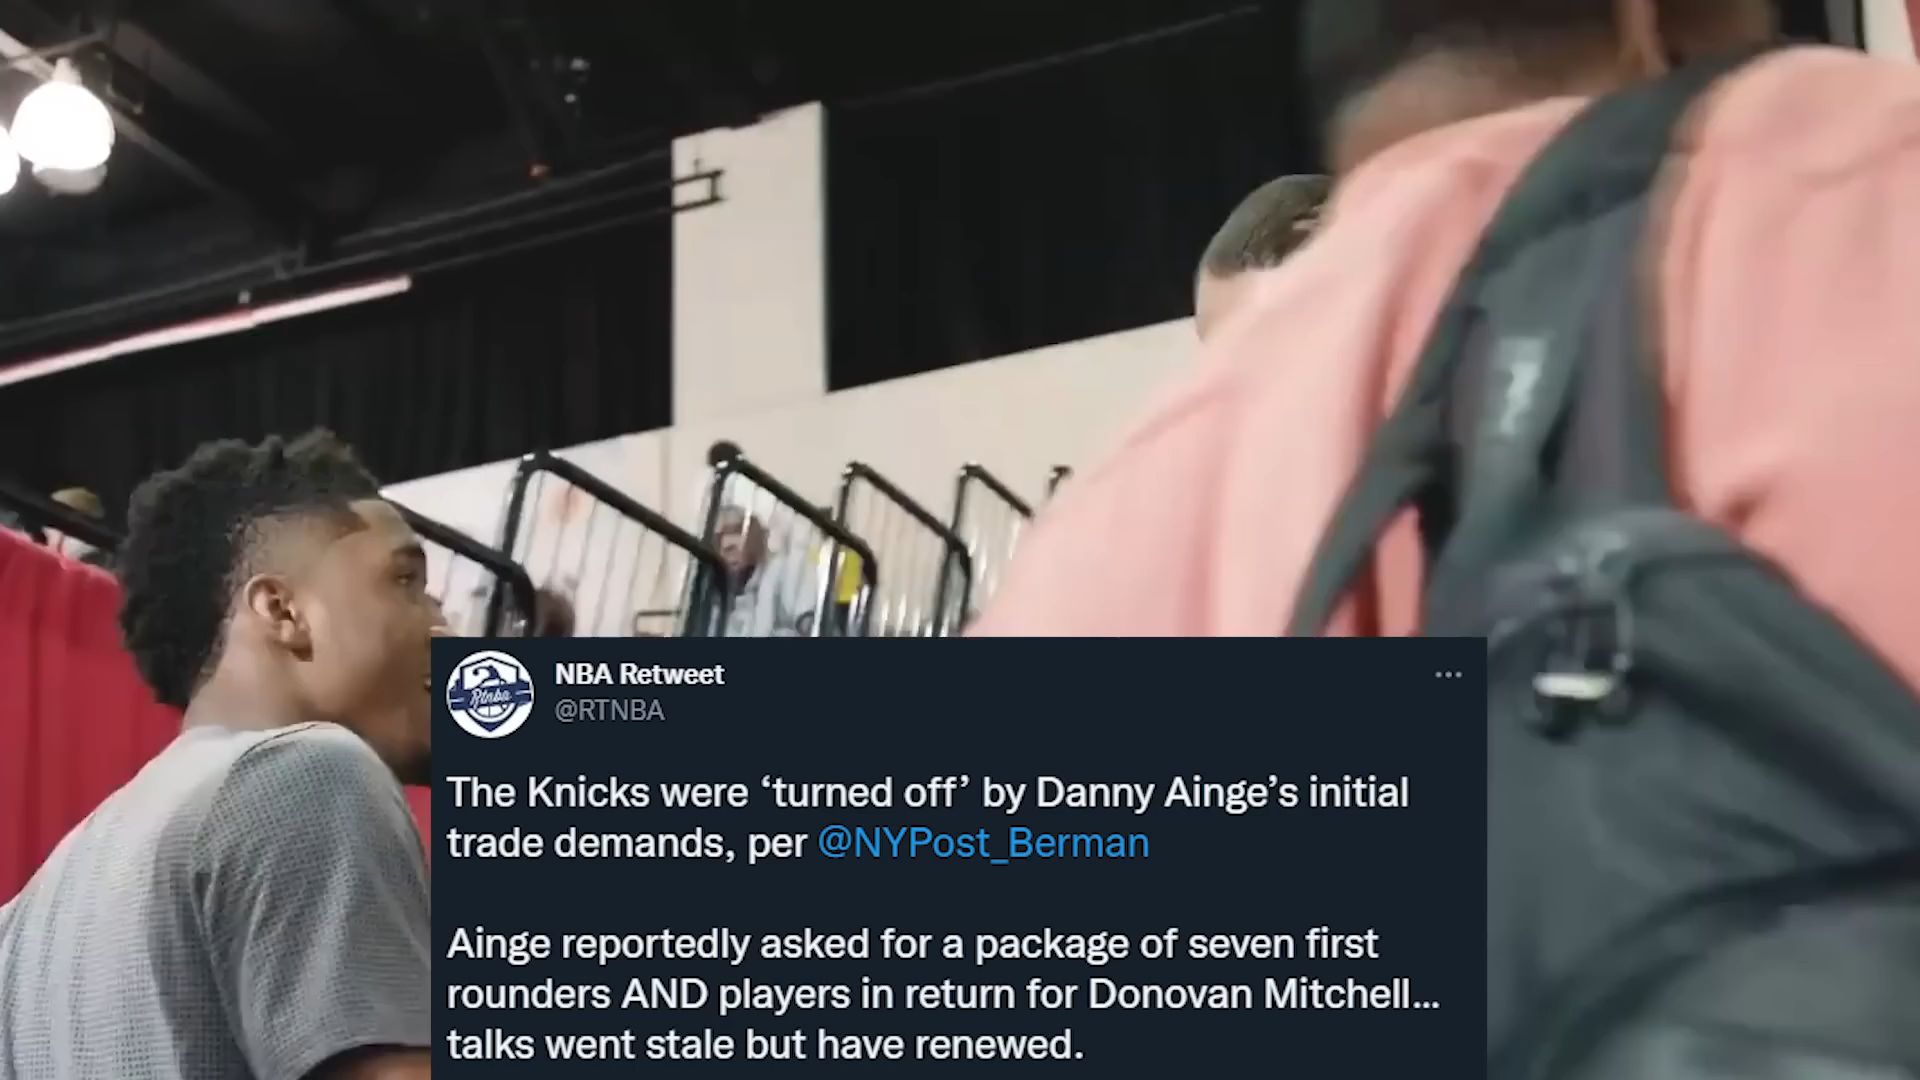 NBA Retweet
@RTNBA
The Knicks were ‘turned off’ by Danny Ainge’s initial
trade demands, per @NYPost_Berman
Ainge reportedly asked for a package of seven first
rounders AND players in return for Donovan Mitchell...
talks went stale but have renewed.